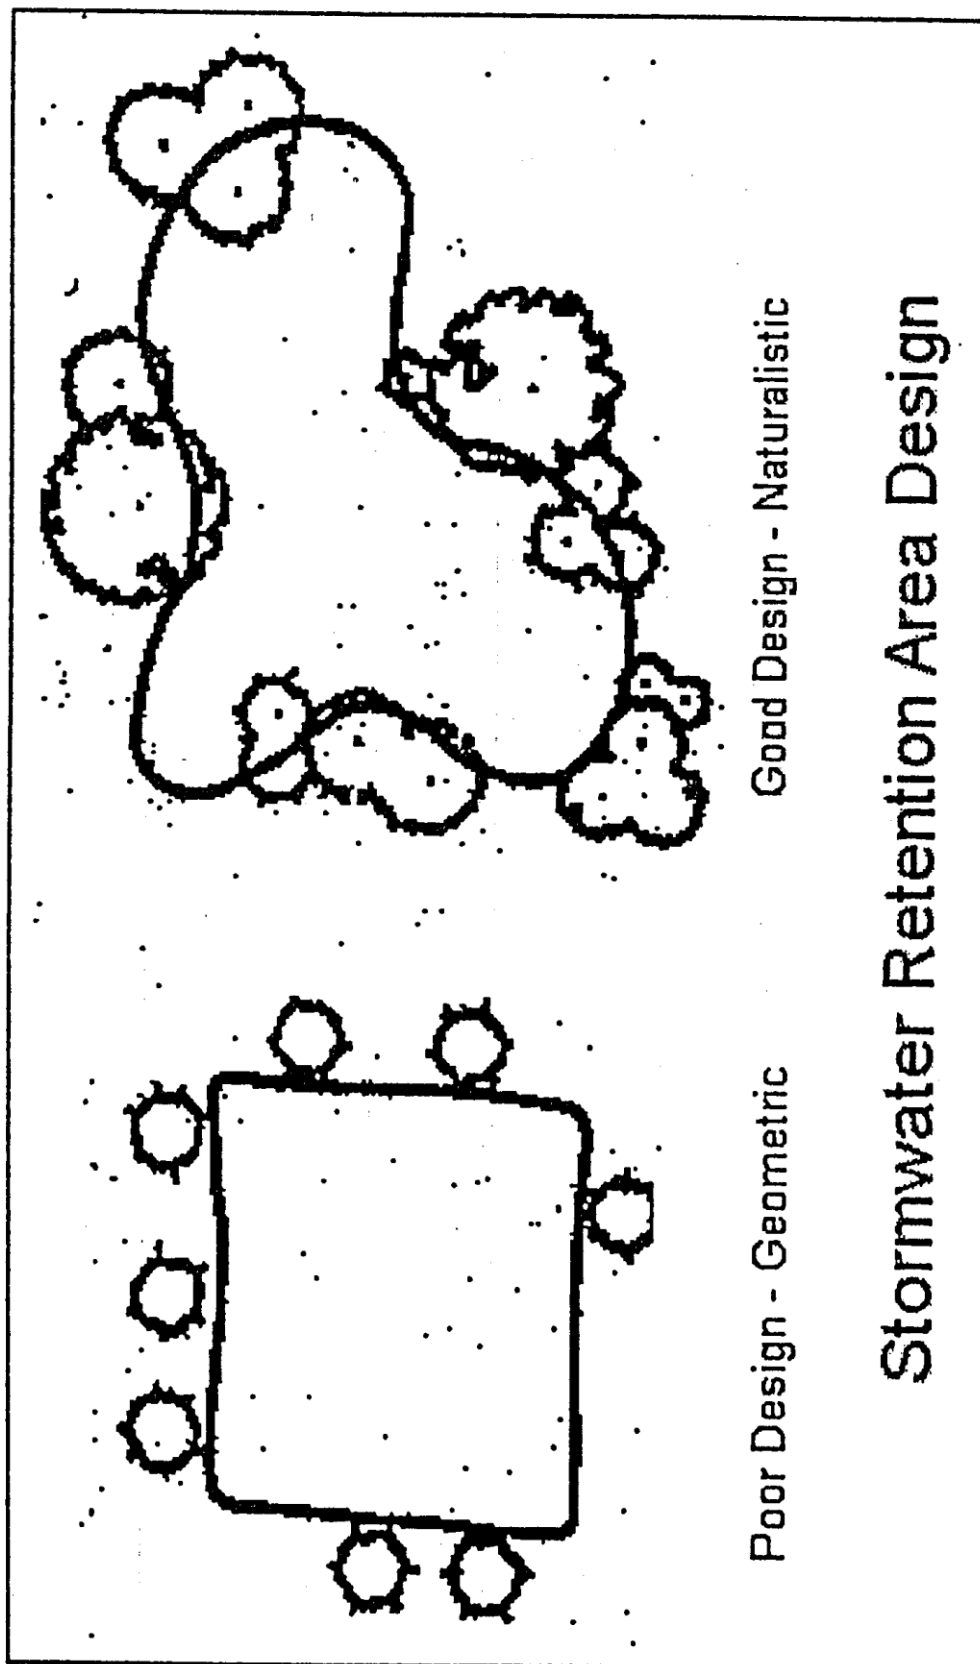 Poor Design - Geometric
Good Design - Naturalistic
Stormwater Retention Area Design